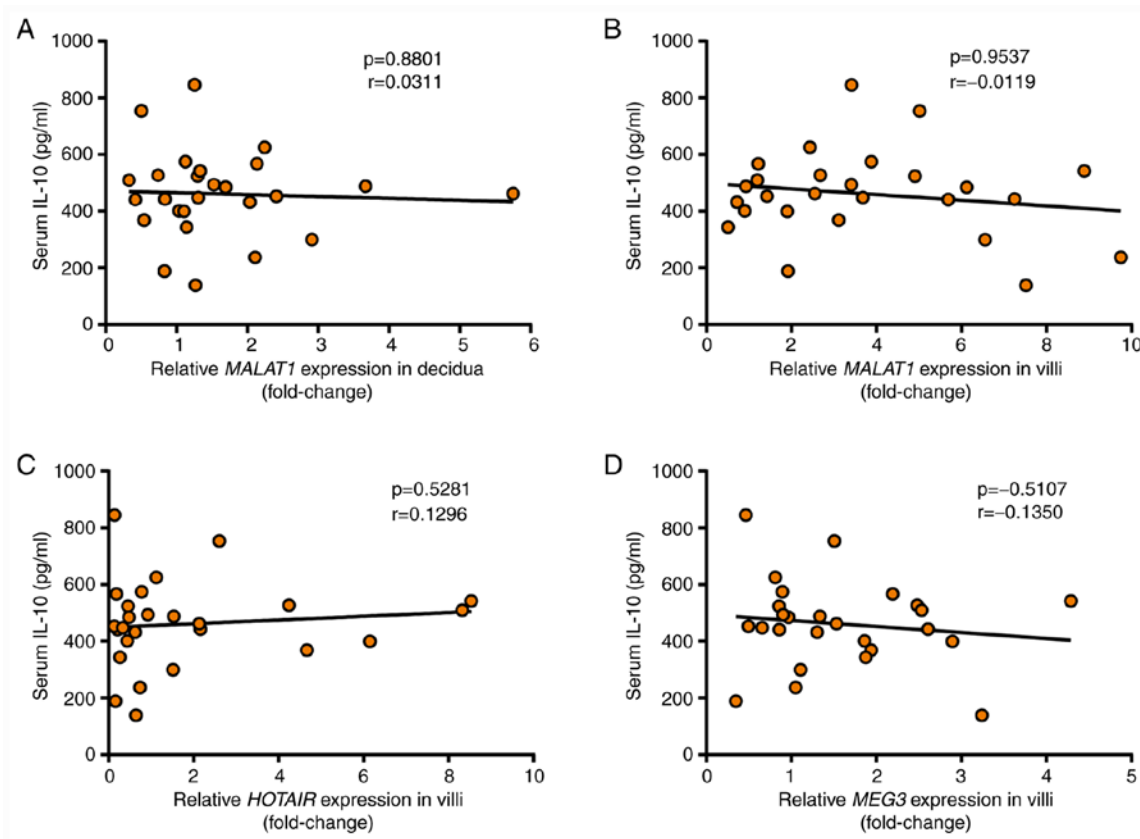 A
p=0.8801
r=0.0311
Serum IL-10 (pg/ml)
1000
800
600
400
200
0
0 1 2 3 4 5 6
Relative MALAT1 expression in decidua
(fold-change)
B
p=0.9537
r=−0.0119
Serum IL-10 (pg/ml)
1000
800
600
400
200
0
0 2 4 6 8 10
Relative MALAT1 expression in villi
(fold-change)
C
p=0.5281
r=0.1296
Serum IL-10 (pg/ml)
1000
800
600
400
200
0
0 2 4 6 8 10
Relative HOTAIR expression in villi
(fold-change)
D
p=−0.5107
r=−0.1350
Serum IL-10 (pg/ml)
1000
800
600
400
200
0
0 1 2 3 4 5
Relative MEG3 expression in villi
(fold-change)